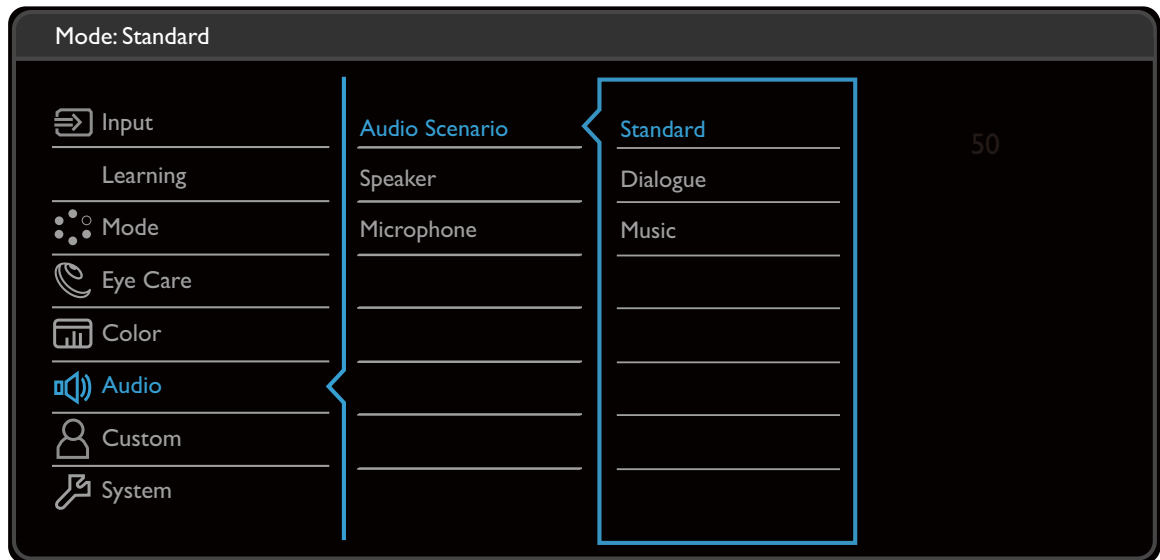 Mode: Standard
Input
Learning
Mode
Eye Care
Color
Audio
Custom
System
Audio Scenario
Speaker
Microphone
Standard
Dialogue
Music
50